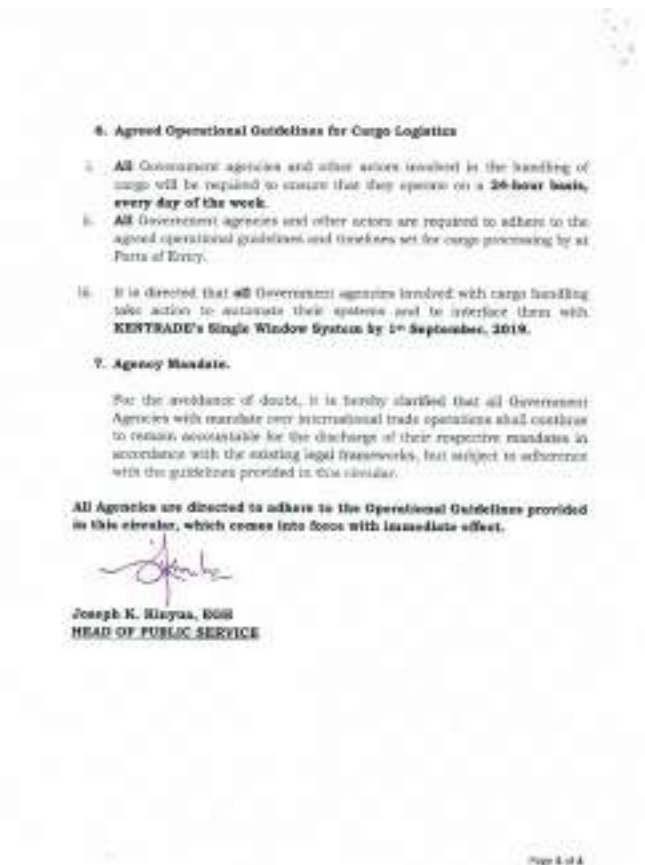 6. Agreed Operational Guidelines for Cargo Logistics
i. All Government agencies and other actors involved in the handling of
cargo will be required to ensure that they operate on a 24-hour basis,
every day of the week.
ii. All Government agencies and other actors are required to adhere to the
agreed operational guidelines and timelines set for cargo processing by at
Ports of Entry.
iii. It is directed that all Government agencies involved with cargo handling
take action to automate their systems and to interface them with
KENTRADE's Single Window System by 1st September, 2019.
7. Agency Mandate.
For the avoidance of doubt, it is hereby clarified that all Government
Agencies with mandate over international trade operations shall continue
to remain accountable for the discharge of their respective mandates in
accordance with the existing legal frameworks, but subject to adherence
with the guidelines provided in this circular.
All Agencies are directed to adhere to the Operational Guidelines provided
in this circular, which comes into force with immediate effect.
Joseph K. Kinyua, EGH
HEAD OF PUBLIC SERVICE
Page of